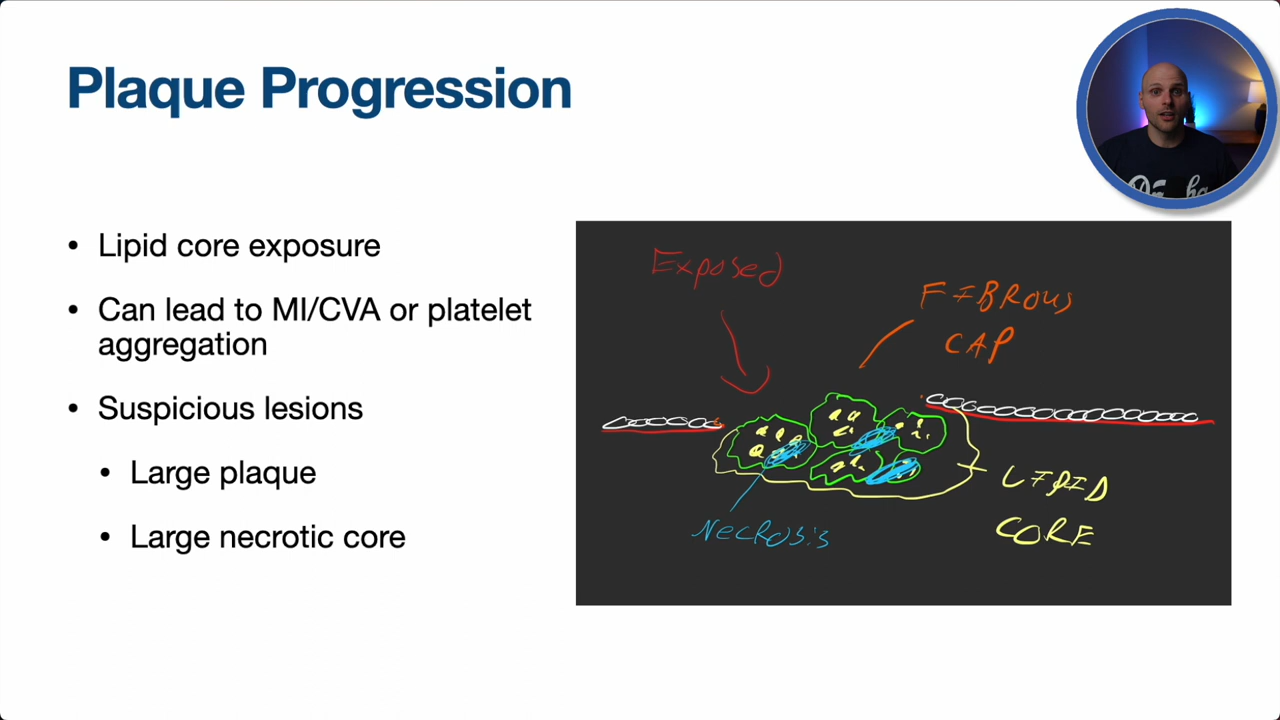 Plaque Progression
• Lipid core exposure
• Can lead to MI/CVA or platelet
aggregation
• Suspicious lesions
• Large plaque
• Large necrotic core
Exposed
FIBROUS
CAP
LIPID
CORE
Necrosis